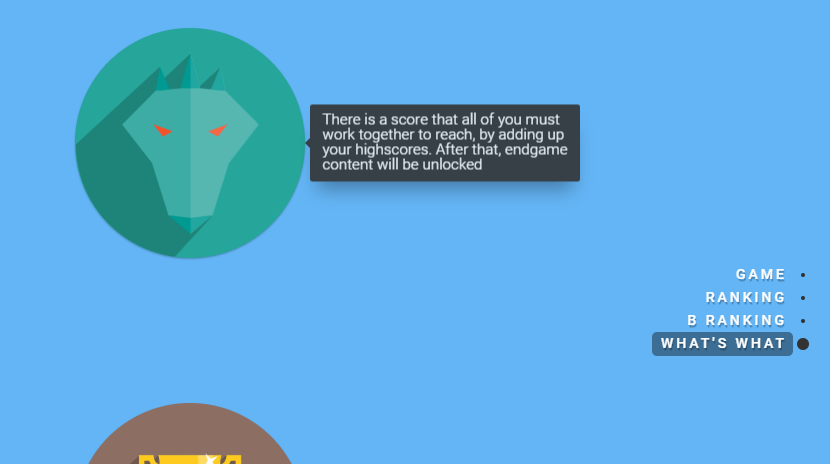 There is a score that all of you must
work together to reach, by adding up
your highscores. After that, endgame
content will be unlocked
GAME
RANKING
B RANKING
WHAT'S WHAT